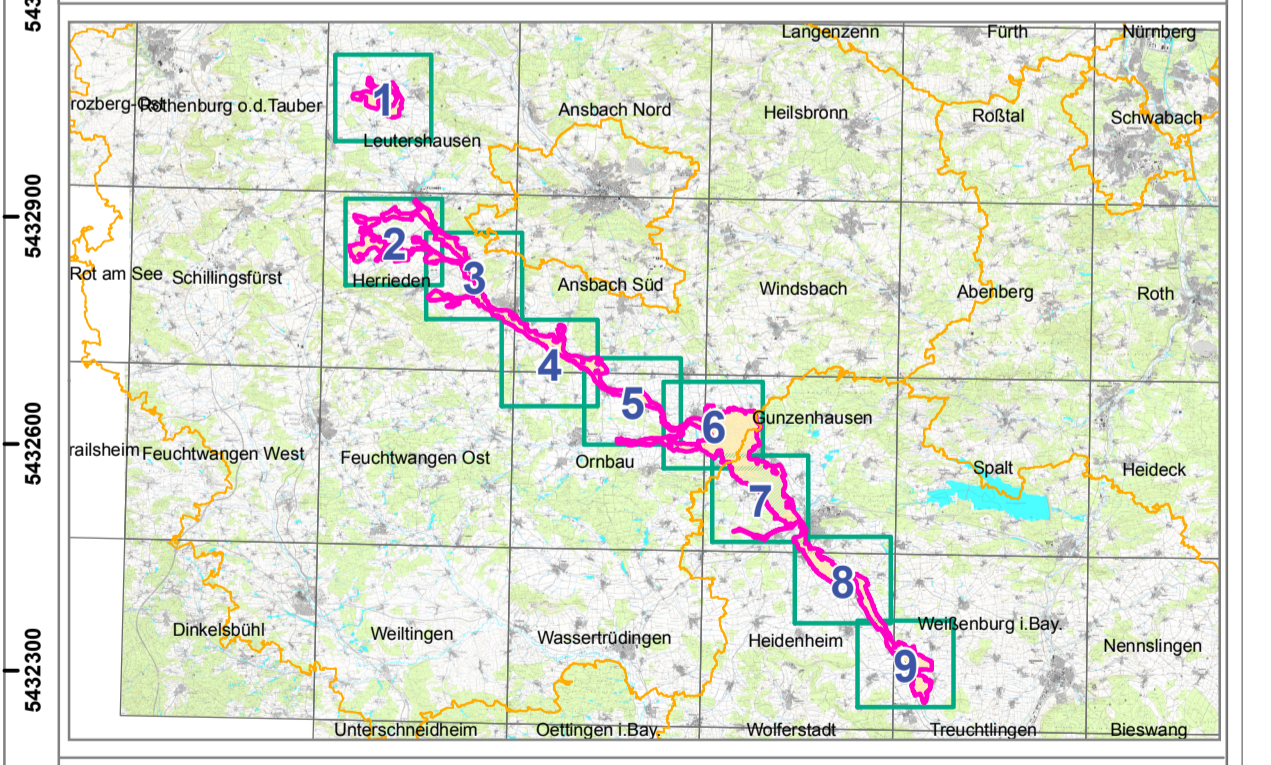 543
Langenzenn
Fürth
Nürnberg
rozberg-Ost
Rothenburg o.d.Tauber
1
Leutershausen
Ansbach Nord
Heilsbronn
Roßtal
Schwabach
5432900
Rot am See
Schillingsfürst
2
Herrieden
3
Ansbach Süd
Windsbach
Abenberg
Roth
4
5
6
Gunzenhausen
5432600
railsheim
Feuchtwangen West
Feuchtwangen Ost
Ornbau
7
Spalt
Heideck
8
Dinkelsbühl
Weiltingen
Wassertrüdingen
Heidenheim
Weißenburg i.Bay.
Nennslingen
5432300
9
Unterschneidheim
Oettingen i.Bay.
Wolferstadt
Treuchtlingen
Bieswang